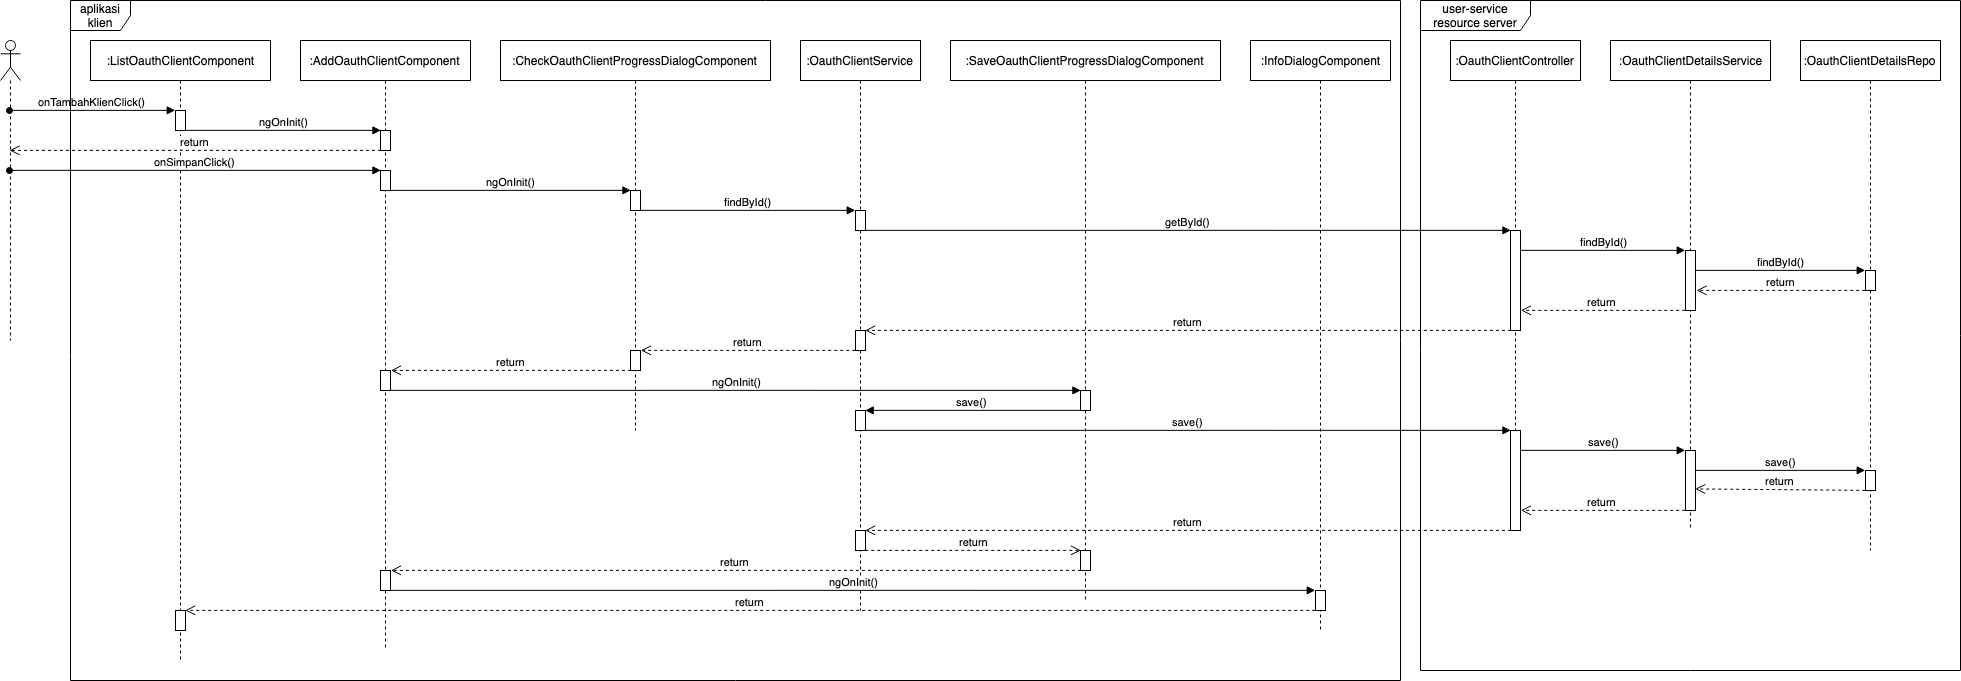 aplikasi
klien
user-service
resource server
:ListOauthClientComponent
:AddOauthClientComponent
:CheckOauthClientProgressDialogComponent
:OauthClientService
:SaveOauthClientProgressDialogComponent
:InfoDialogComponent
:OauthClientController
:OauthClientDetailsService
:OauthClientDetailsRepo
onTambahKlienClick()
ngOnInit()
return
onSimpanClick()
ngOnInit()
findById()
getById()
findById()
findById()
return
return
return
return
return
ngOnInit()
save()
save()
save()
save()
return
return
return
return
return
ngOnInit()
return